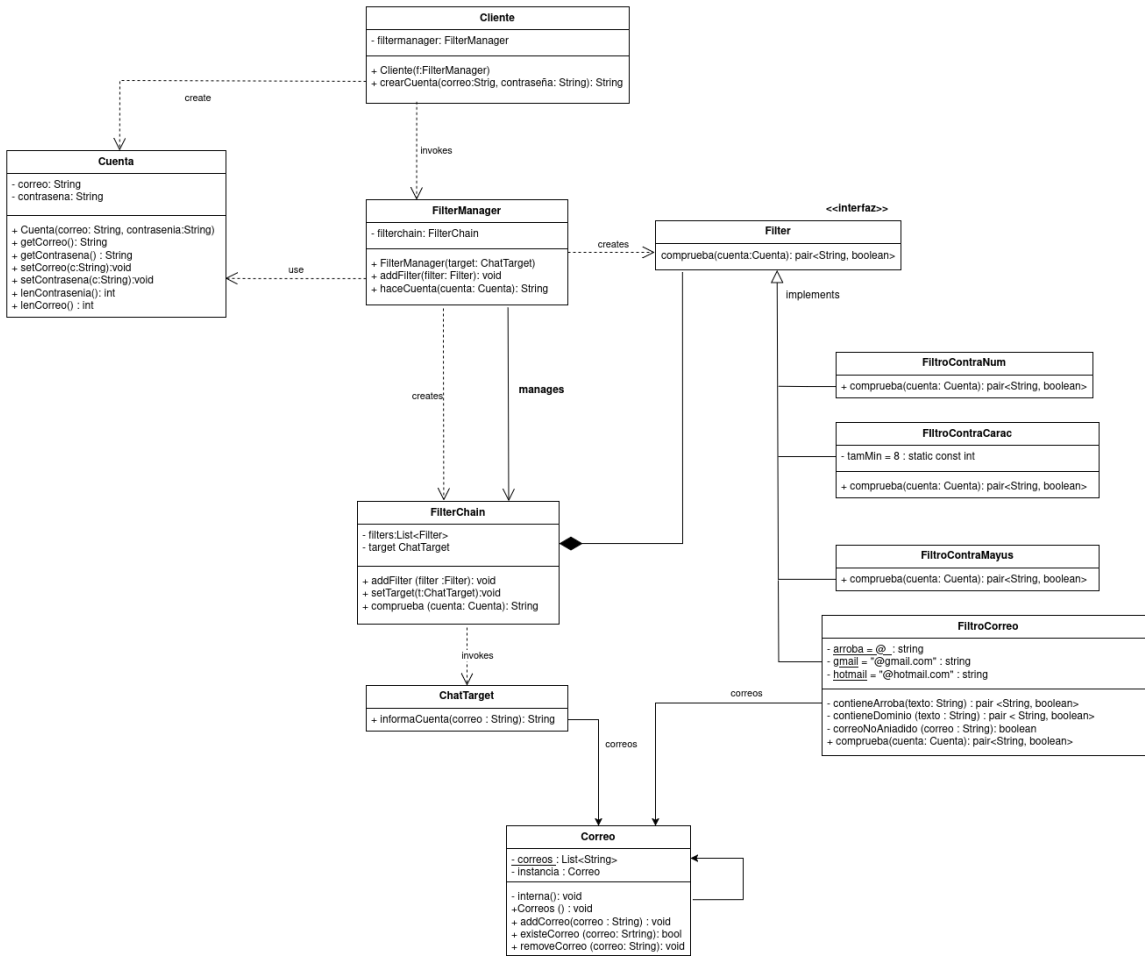 Cliente
- filtermanager: FilterManager
+ Cliente(f:FilterManager)
+ crearCuenta(correo:Strig, contraseña: String): String
create
invokes
Cuenta
- correo: String
- contrasena: String
+ Cuenta(correo: String, contrasenia:String)
+ getCorreo(): String
+ getContrasena() : String
+ setCorreo(c:String):void
+ setContrasena(c:String):void
+ lenContrasenia(): int
+ lenCorreo() : int
use
FilterManager
- filterchain: FilterChain
+ FilterManager(target: ChatTarget)
+ addFilter(filter: Filter): void
+ haceCuenta(cuenta: Cuenta): String
creates
<<interfaz>>
Filter
comprueba(cuenta:Cuenta): pair<String, boolean>
implements
creates
manages
FiltroContraNum
+ comprueba(cuenta: Cuenta): pair<String, boolean>
FIltroContraCarac
- tamMin = 8 : static const int
+ comprueba(cuenta: Cuenta): pair<String, boolean>
FiltroContraMayus
+ comprueba(cuenta: Cuenta): pair<String, boolean>
FilterChain
- filters:List<Filter>
- target ChatTarget
+ addFilter (filter :Filter): void
+ setTarget(t:ChatTarget):void
+ comprueba (cuenta: Cuenta): String
invokes
FiltroCorreo
- arroba = @ : string
- gmail = "@gmail.com" : string
- hotmail = "@hotmail.com" : string
- contieneArroba(texto: String) : pair <String, boolean>
- contieneDominio (texto : String) : pair < String, boolean>
- correoNoAniadido (correo : String): boolean
+ comprueba(cuenta: Cuenta): pair<String, boolean>
correos
ChatTarget
+ informaCuenta(correo : String): String
correos
Correo
- correos : List<String>
- instancia : Correo
- interna(): void
+Correos () : void
+ addCorreo(correo : String) : void
+ existeCorreo (correo: Srtring): bool
+ removeCorreo (correo: String): void